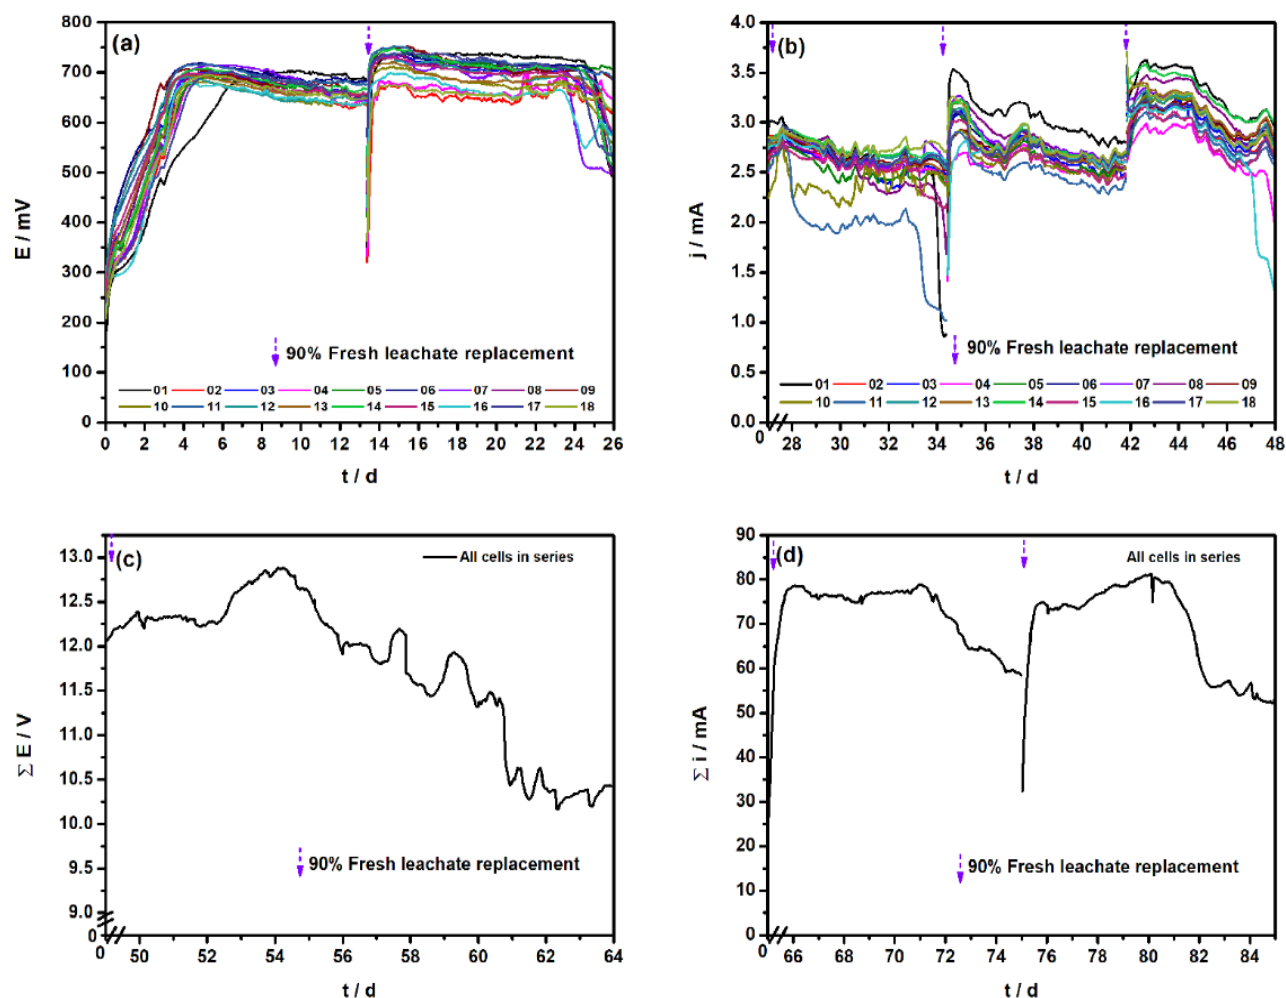 (a)
800
700
600
500
400
300
200
100
0
E / mV
90% Fresh leachate replacement
01 02 03 04 05 06 07 08 09
10 11 12 13 14 15 16 17 18
0 2 4 6 8 10 12 14 16 18 20 22 24 26
t / d
(b)
4.0
3.5
3.0
2.5
2.0
1.5
1.0
0.5
0.0
j / mA
90% Fresh leachate replacement
01 02 03 04 05 06 07 08 09
10 11 12 13 14 15 16 17 18
0 28 30 32 34 36 38 40 42 44 46 48
t / d
(c)
All cells in series
13.0
12.5
12.0
11.5
11.0
10.5
10.0
9.5
9.0
0
Σ E / V
90% Fresh leachate replacement
0 50 52 54 56 58 60 62 64
t / d
(d)
All cells in series
90
80
70
60
50
40
30
20
10
0
Σ i / mA
90% Fresh leachate replacement
0 66 68 70 72 74 76 78 80 82 84
t / d